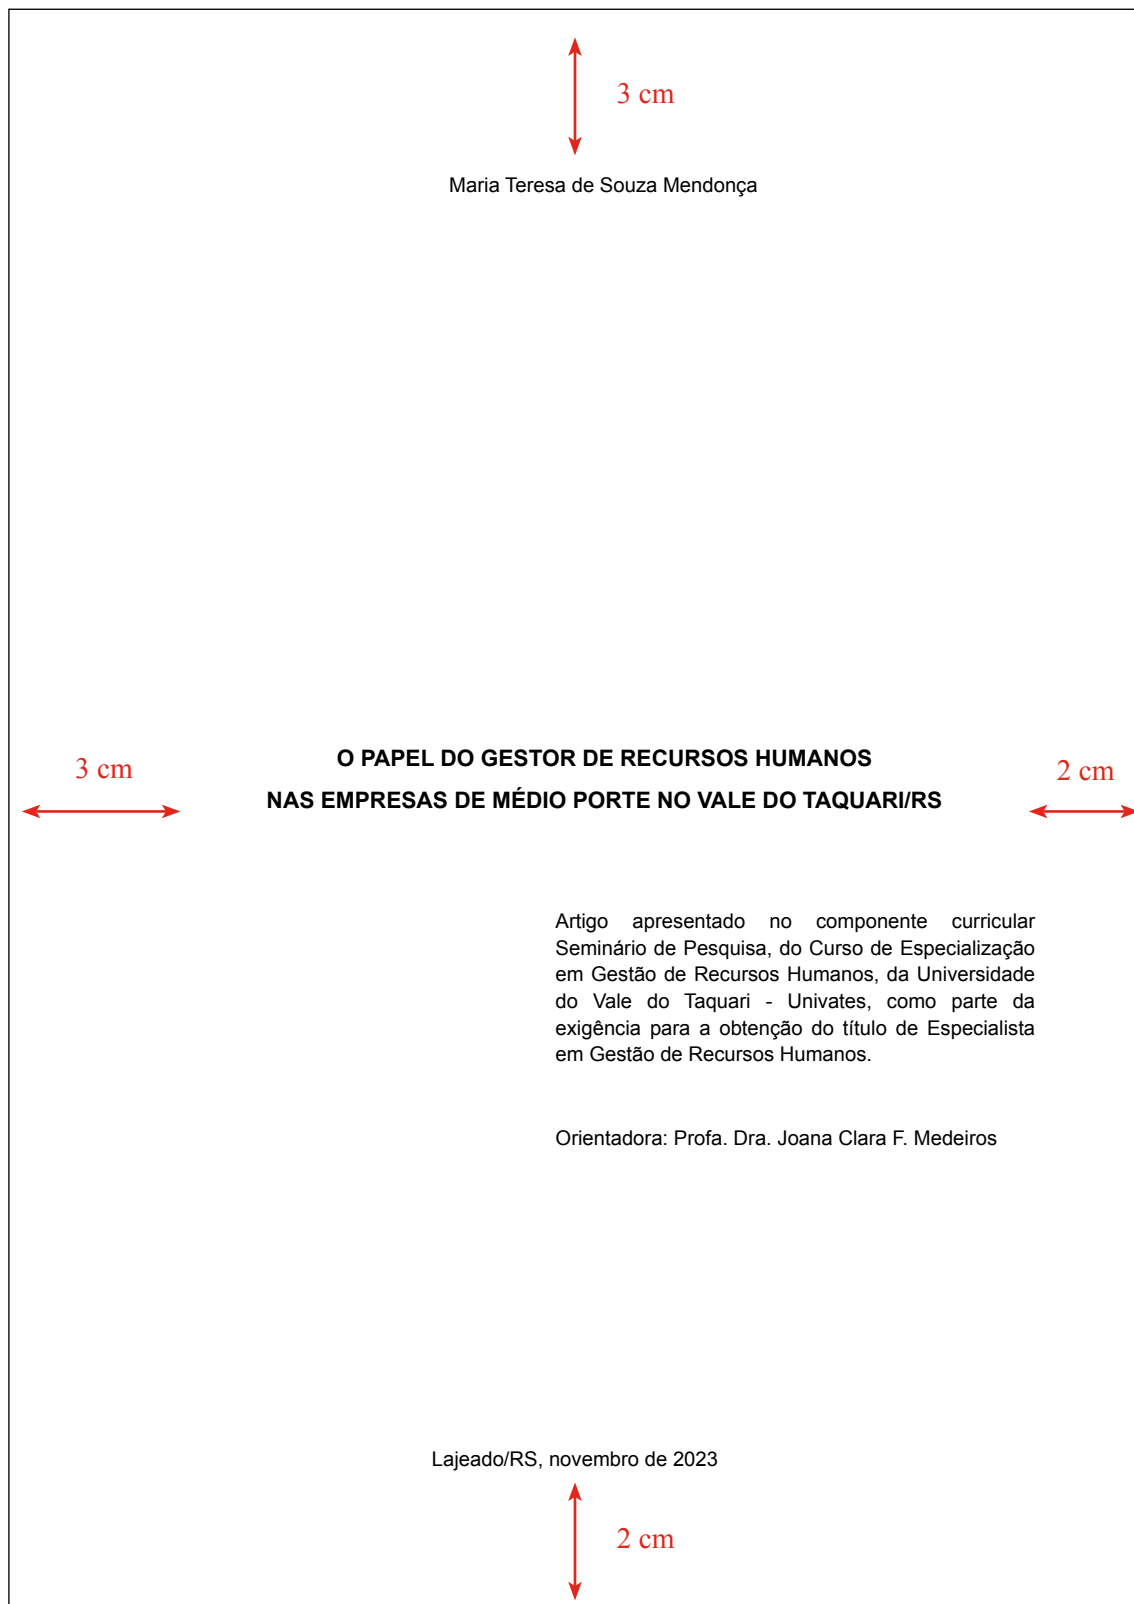 3 cm
Maria Teresa de Souza Mendonça
O PAPEL DO GESTOR DE RECURSOS HUMANOS
NAS EMPRESAS DE MÉDIO PORTE NO VALE DO TAQUARI/RS
3 cm
2 cm
Artigo apresentado no componente curricular
Seminário de Pesquisa, do Curso de Especialização
em Gestão de Recursos Humanos, da Universidade
do Vale do Taquari - Univates, como parte da
exigência para a obtenção do título de Especialista
em Gestão de Recursos Humanos.
Orientadora: Profa. Dra. Joana Clara F. Medeiros
Lajeado/RS, novembro de 2023
2 cm